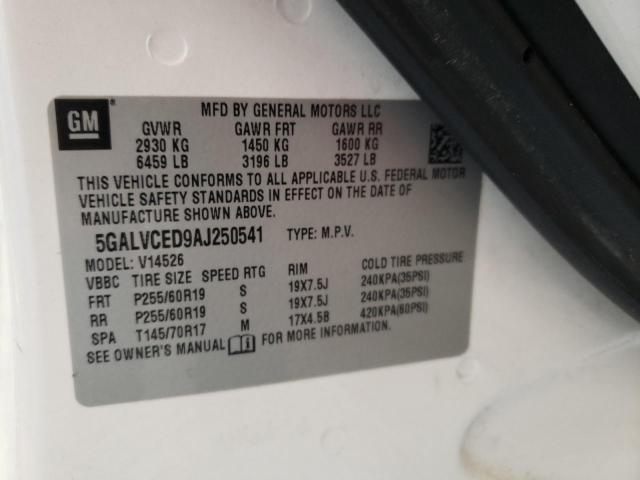 GM
MFD BY GENERAL MOTORS LLC
GVWR GAWR FRT GAWR RR
2930 KG 1450 KG 1600 KG
6459 LB 3196 LB 3527 LB
THIS VEHICLE CONFORMS TO ALL APPLICABLE U.S. FEDERAL MOTOR
VEHICLE SAFETY STANDARDS IN EFFECT ON THE DATE OF
MANUFACTURE SHOWN ABOVE.
5GALVCED9AJ250541 TYPE: M.P.V.
MODEL: V14526
VBBC TIRE SIZE SPEED RTG RIM COLD TIRE PRESSURE
FRT P255/60R19 S 19X7.5J 240KPA(35PSI)
RR P255/60R19 S 19X7.5J 240KPA(35PSI)
SPA T145/70R17 M 17X4.5B 420KPA(60PSI)
SEE OWNER'S MANUAL FOR MORE INFORMATION.